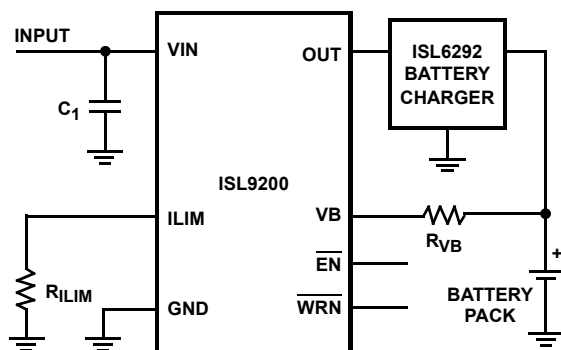 INPUT
VIN
OUT
ISL6292
BATTERY
CHARGER
C1
ISL9200
ILIM
VB
RVB
EN
RILIM
GND
WRN
+
BATTERY
PACK